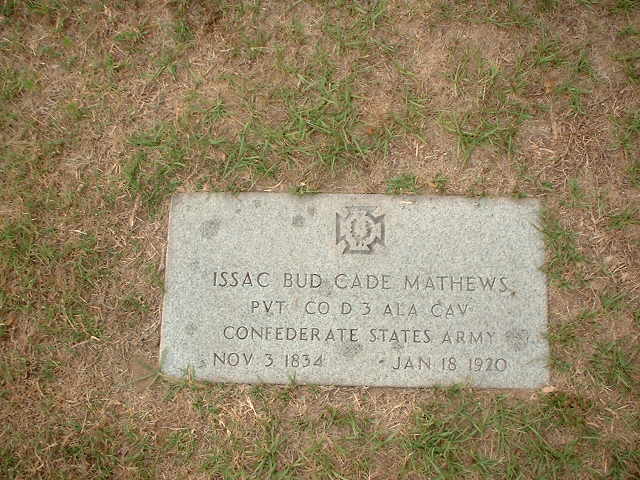 ISSAC BUD CADE MATHEWS
PVT CO D 3 ALA CAV
CONFEDERATE STATES ARMY
NOV 3 1834 JAN 18 1920